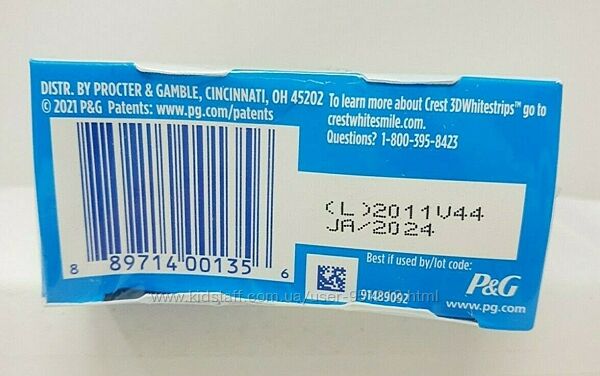 DISTR. BY PROCTER & GAMBLE, CINCINNATI, OH 45202
© 2021 P&G Patents: www.pg.com/patents
To learn more about Crest 3DWhitestrips™ go to
crestwhitesmile.com.
Questions? 1-800-395-8423
(L)2011V44
JA/2024
8 89714 00135 6
Best if used by/lot code:
91489092
P&G
www.pg.com